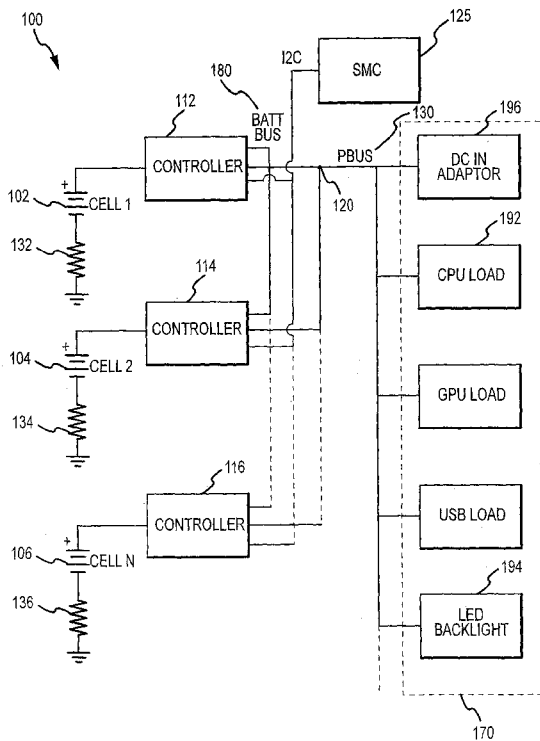 100
125
I2C
SMC
180
BATT
BUS
112
130
196
CONTROLLER
PBUS
DC IN
ADAPTOR
+
102
CELL 1
120
192
132
114
CPU LOAD
CONTROLLER
+
104
CELL 2
GPU LOAD
134
116
CONTROLLER
USB LOAD
+
106
CELL N
194
136
LED
BACKLIGHT
170